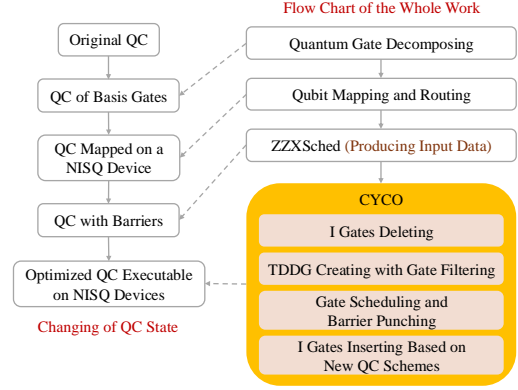 Flow Chart of the Whole Work
Original QC
QC of Basis Gates
QC Mapped on a
NISQ Device
QC with Barriers
Optimized QC Executable
on NISQ Devices
Changing of QC State
Quantum Gate Decomposing
Qubit Mapping and Routing
ZZXSched (Producing Input Data)
CYCO
I Gates Deleting
TDDG Creating with Gate Filtering
Gate Scheduling and
Barrier Punching
I Gates Inserting Based on
New QC Schemes